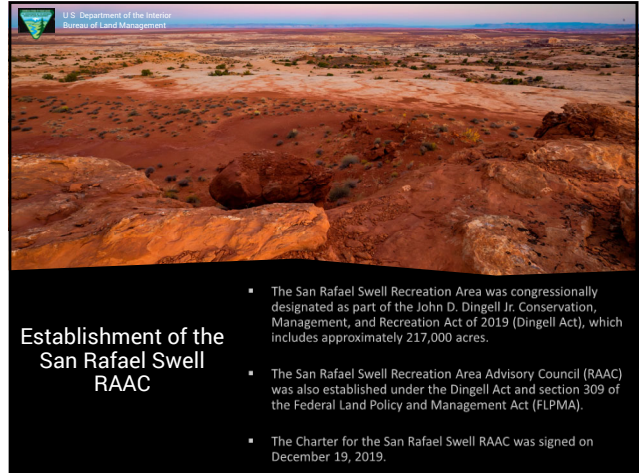 U.S. Department of the Interior
Bureau of Land Management
Establishment of the
San Rafael Swell
RAAC
▪ The San Rafael Swell Recreation Area was congressionally
designated as part of the John D. Dingell Jr. Conservation,
Management, and Recreation Act of 2019 (Dingell Act), which
includes approximately 217,000 acres.
▪ The San Rafael Swell Recreation Area Advisory Council (RAAC)
was also established under the Dingell Act and section 309 of
the Federal Land Policy and Management Act (FLPMA).
▪ The Charter for the San Rafael Swell RAAC was signed on
December 19, 2019.